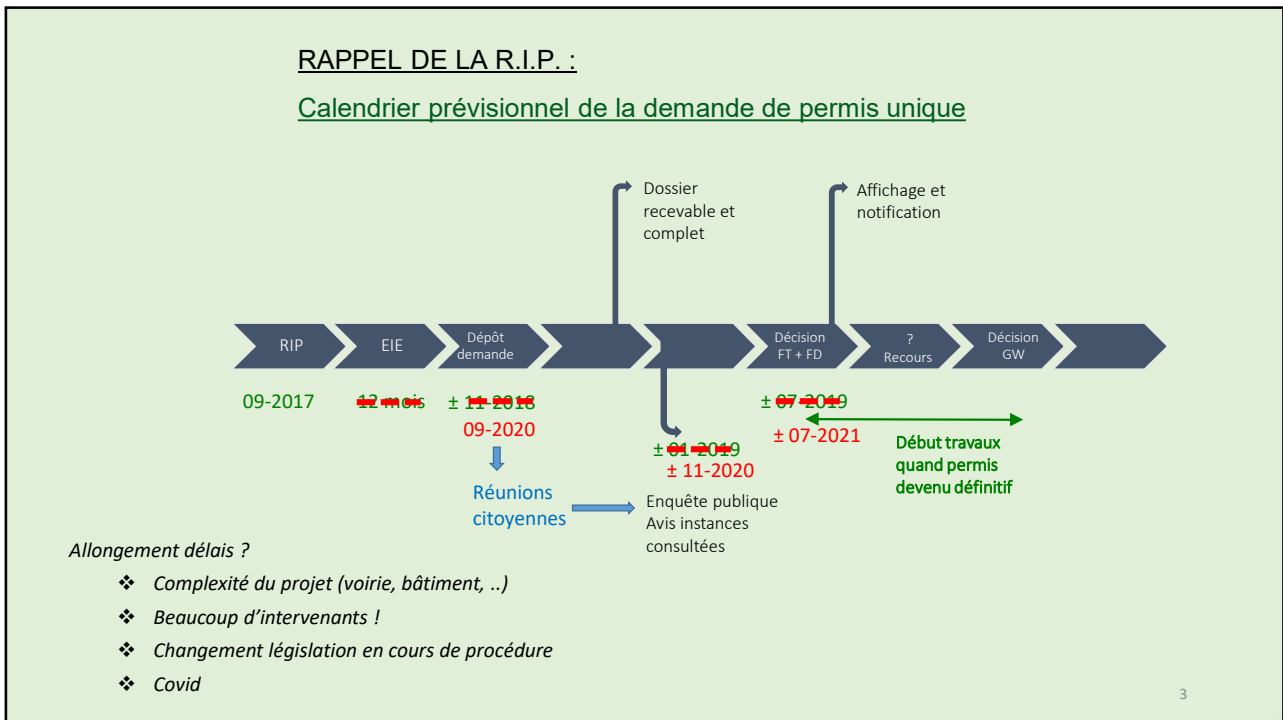 RAPPEL DE LA R.I.P. :
Calendrier prévisionnel de la demande de permis unique
Dossier
recevable et
complet
Affichage et
notification
RIP
EIE
Dépôt
demande
Décision
FT + FD
?
Recours
Décision
GW
09-2017
12 mois
± 11-2018
09-2020
± 01-2019
± 11-2020
± 07-2019
± 07-2021
Début travaux
quand permis
devenu définitif
Réunions
citoyennes
Enquête publique
Avis instances
consultées
Allongement délais ?
❖ Complexité du projet (voirie, bâtiment, ..)
❖ Beaucoup d'intervenants !
❖ Changement législation en cours de procédure
❖ Covid
3